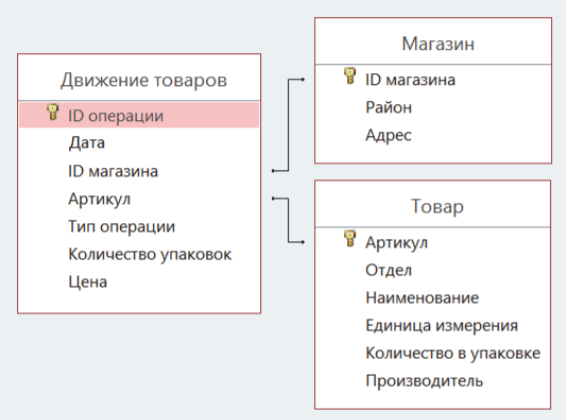 Движение товаров
ID операции
Дата
ID магазина
Артикул
Тип операции
Количество упаковок
Цена
Магазин
ID магазина
Район
Адрес
Товар
Артикул
Отдел
Наименование
Единица измерения
Количество в упаковке
Производитель